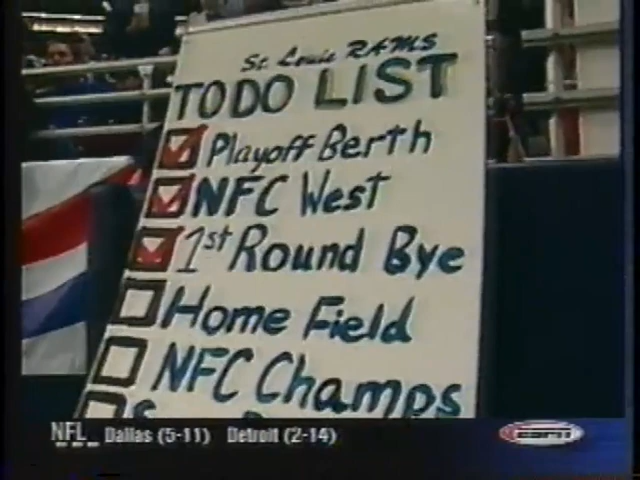 St. Louis RAMS
TO DO LIST
Playoff Berth
NFC West
1st Round Bye
Home Field
NFC Champs
NFL Dallas (5-11) Detroit (2-14)
ESPN